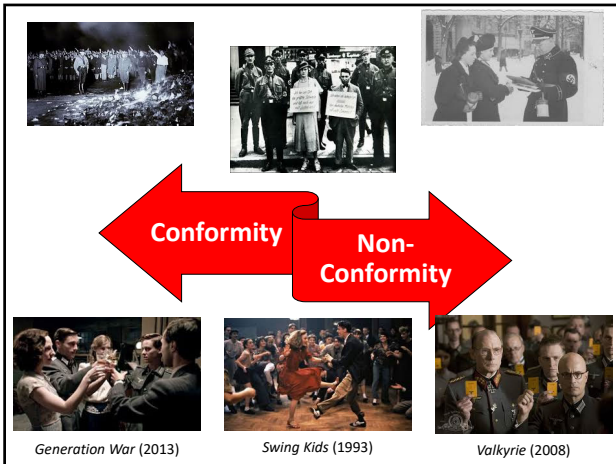 Conformity
Non-
Conformity
Generation War (2013)
Swing Kids (1993)
Valkyrie (2008)